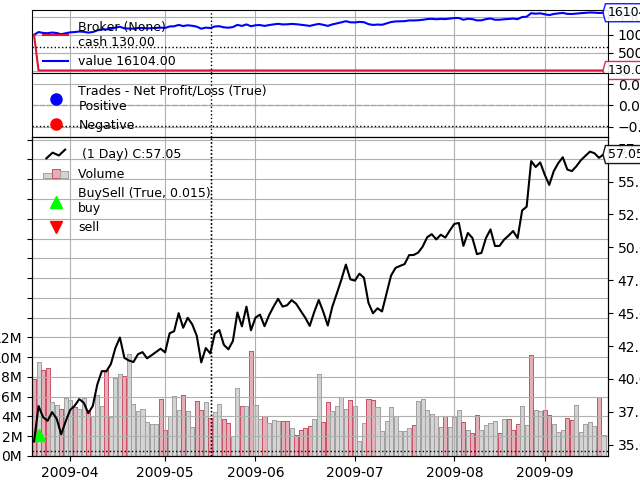 Broker (None)
cash 130.00
value 16104.00
16104
1000
5000
130.0
Trades - Net Profit/Loss (True)
Positive
Negative
0.0
0.0
−0.
(1 Day) C:57.05
Volume
BuySell (True, 0.015)
buy
sell
57.05
55.
52.
50.
47.
45.
42.
40.
37.
35.
12M
10M
8M
6M
4M
2M
0M
2009-04
2009-05
2009-06
2009-07
2009-08
2009-09